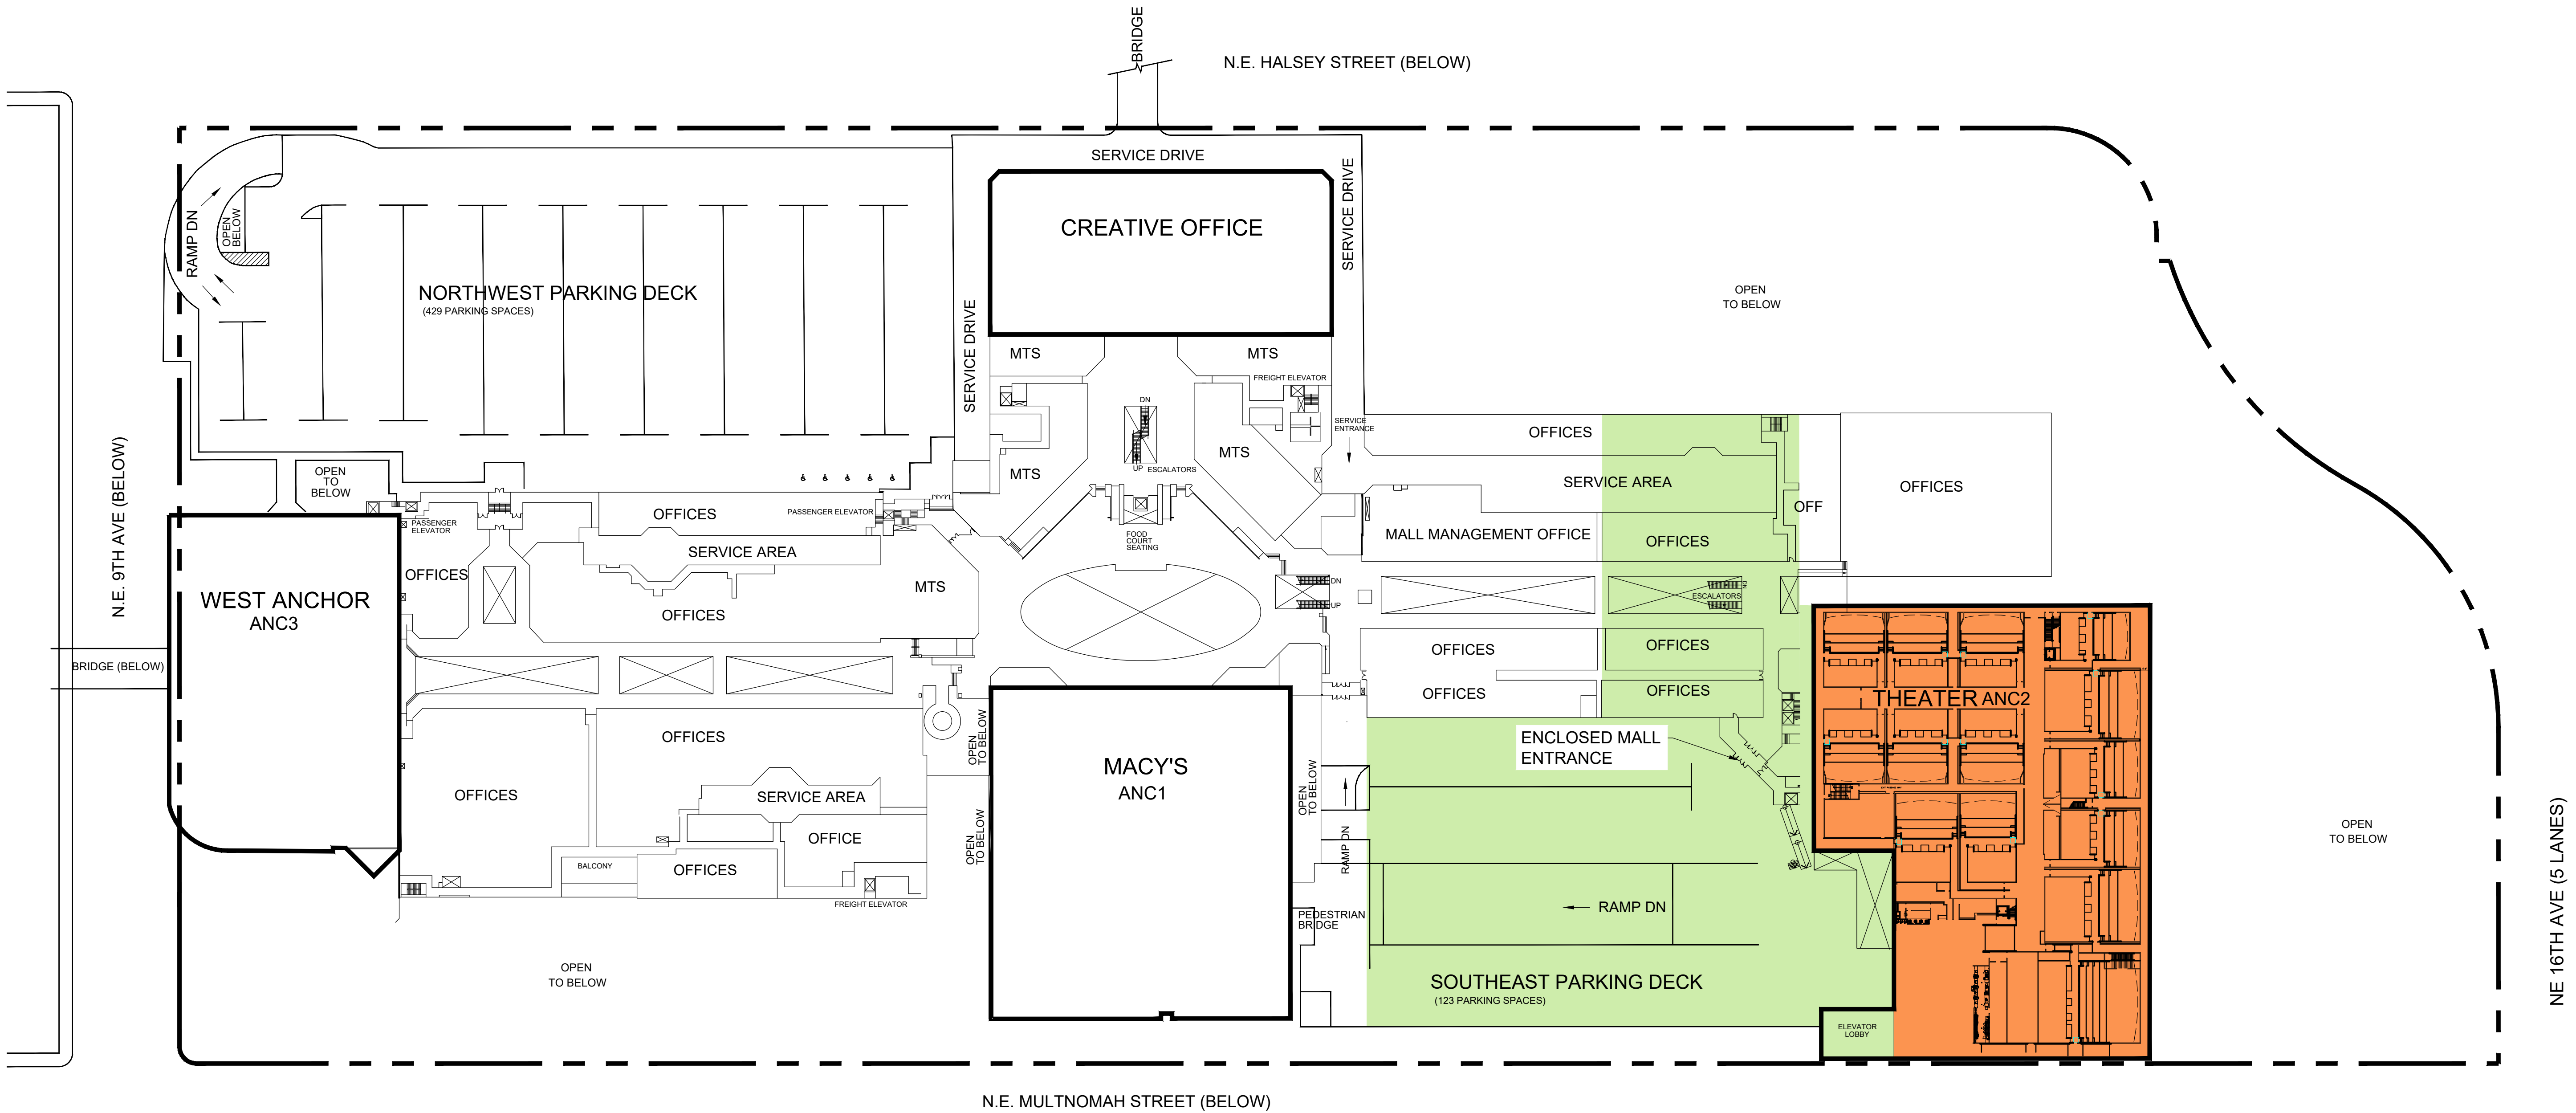 BRIDGE
N.E. HALSEY STREET (BELOW)
SERVICE DRIVE
SERVICE DRIVE
CREATIVE OFFICE
RAMP DN
OPEN
BELOW
NORTHWEST PARKING DECK
(429 PARKING SPACES)
SERVICE DRIVE
OPEN
TO BELOW
MTS
MTS
FREIGHT ELEVATOR
DN
UP
ESCALATORS
MTS
MTS
SERVICE
ENTRANCE
OFFICES
SERVICE AREA
OFF
OFFICES
N.E. 9TH AVE (BELOW)
OPEN
TO
BELOW
PASSENGER
ELEVATOR
OFFICES
PASSENGER ELEVATOR
SERVICE AREA
FOOD
COURT
SEATING
MALL MANAGEMENT OFFICE
OFFICES
OFFICES
WEST ANCHOR
ANC3
OFFICES
MTS
DN
UP
DN
ESCALATORS
BRIDGE (BELOW)
OFFICES
OFFICES
OFFICES
OFFICES
THEATER ANC2
OFFICES
OPEN
TO BELOW
MACY'S
ANC1
OPEN
TO BELOW
ENCLOSED MALL
ENTRANCE
OFFICES
SERVICE AREA
OFFICE
OPEN
TO BELOW
RAMP DN
BALCONY
OFFICES
FREIGHT ELEVATOR
PEDESTRIAN
BRIDGE
RAMP DN
OPEN
TO BELOW
NE 16TH AVE (5 LANES)
OPEN
TO BELOW
SOUTHEAST PARKING DECK
(123 PARKING SPACES)
ELEVATOR
LOBBY
N.E. MULTNOMAH STREET (BELOW)